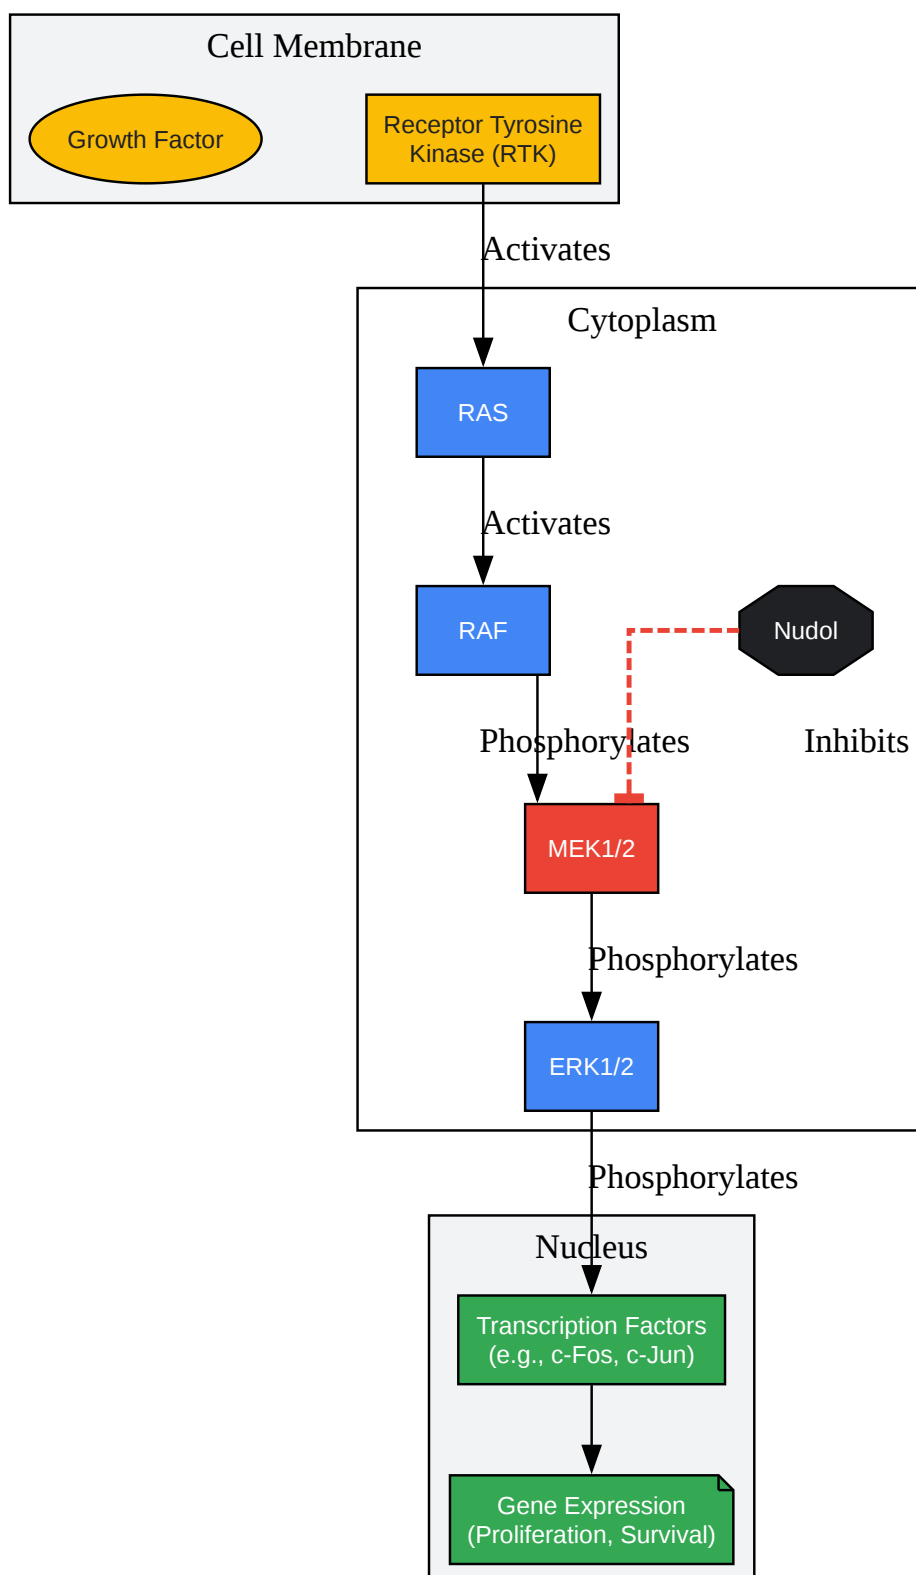 Cell Membrane
Growth Factor
Receptor Tyrosine
Kinase (RTK)
Activates
Cytoplasm
RAS
Activates
RAF
Nudol
Phosphorylates
Inhibits
MEK1/2
Phosphorylates
ERK1/2
Phosphorylates
Nucleus
Transcription Factors
(e.g., c-Fos, c-Jun)
Gene Expression
(Proliferation, Survival)